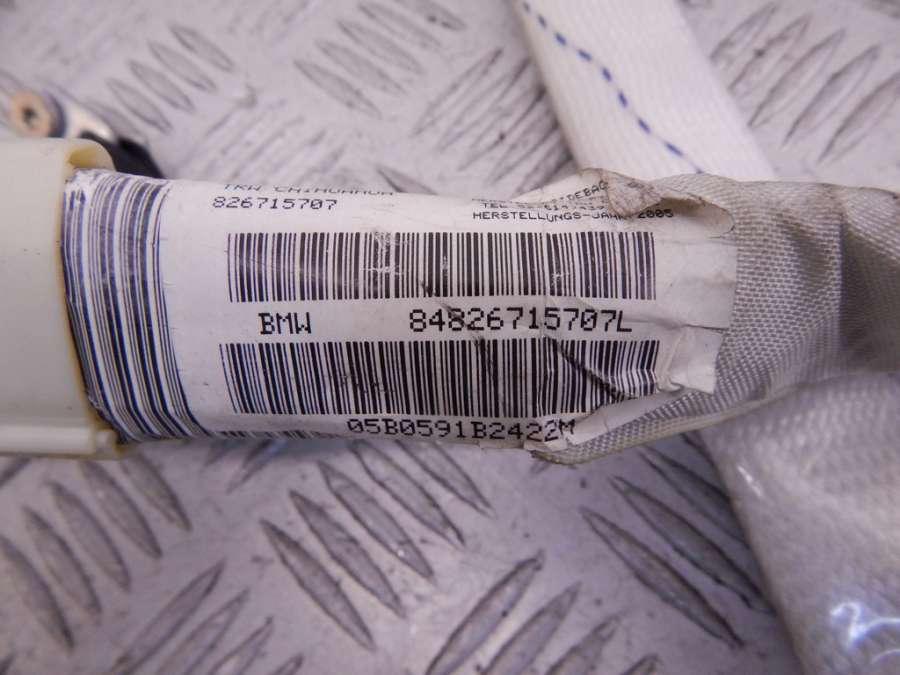 TRW CHIHUAHUA
826715707
HERSTELLUNGS-JAHR 2005
BMW 84826715707L
05B0591B2422M